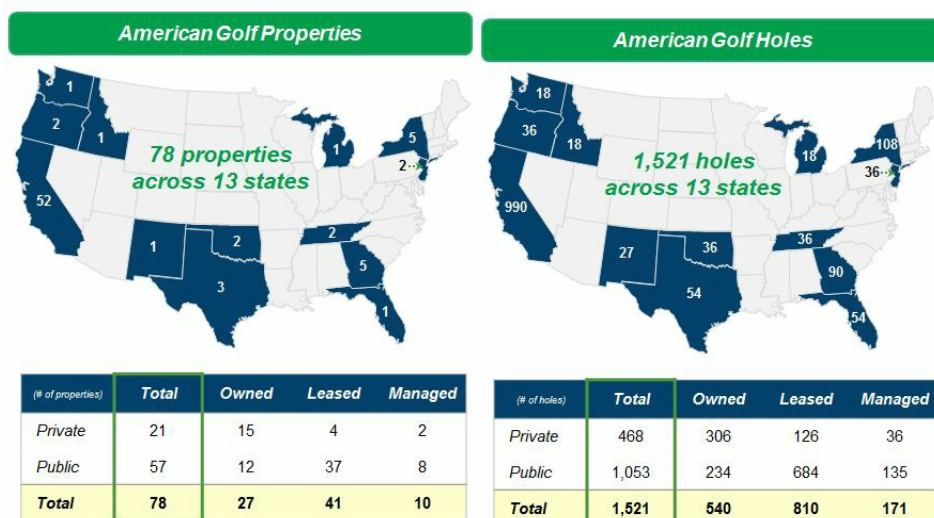 American Golf Properties
1
2
1
52
1
2
3
2
5
1
1
5
2
78 properties
across 13 states
(# of properties) Total Owned Leased Managed
Private 21 15 4 2
Public 57 12 37 8
Total 78 27 41 10
American Golf Holes
18
36
18
990
27
36
54
36
90
54
18
108
36
1,521 holes
across 13 states
(# of holes) Total Owned Leased Managed
Private 468 306 126 36
Public 1,053 234 684 135
Total 1,521 540 810 171